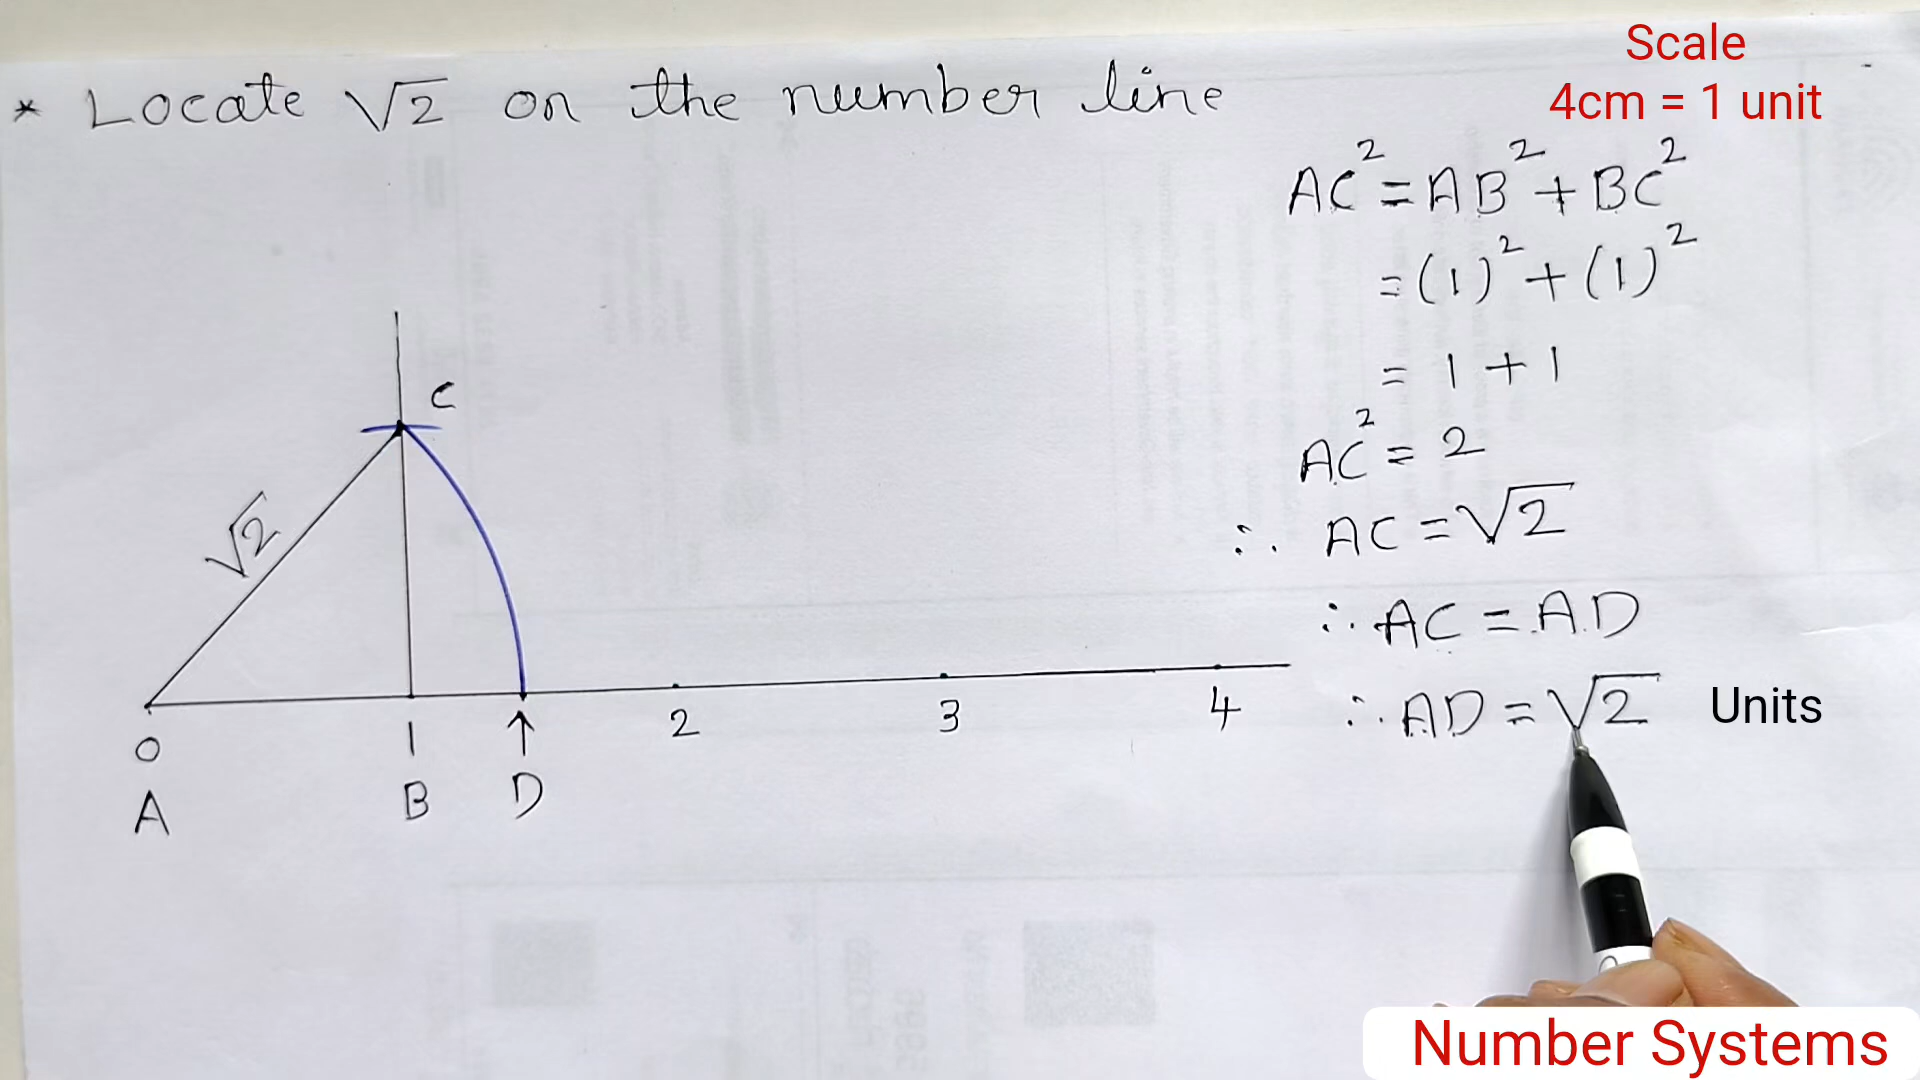 * Locate √2 on the number line
Scale
4cm = 1 unit
AC² = AB² + BC²
= (1)² + (1)²
= 1 + 1
AC² = 2
∴ AC = √2
∴ AC = AD
∴ AD = √2 Units
C
√2
0 1 ↑ 2 3 4
A B D
Number Systems